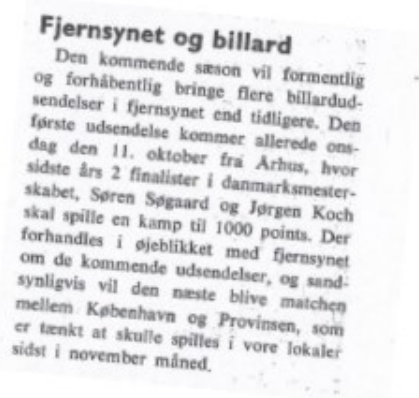 Fjernsynet og billard
Den kommende sæson vil formentlig
og forhåbentlig bringe flere billardud-
sendelser i fjernsynet end tidligere. Den
første udsendelse kommer allerede ons-
dag den 11. oktober fra Århus, hvor
sidste års 2 finalister i danmarksmester-
skabet, Søren Søgaard og Jørgen Koch
skal spille en kamp til 1000 points. Der
forhandles i øjeblikket med fjernsynet
om de kommende udsendelser, og sand-
synligvis vil den næste blive matchen
mellem København og Provinsen, som
er tænkt at skulle spilles i vore lokaler
sidst i november måned.